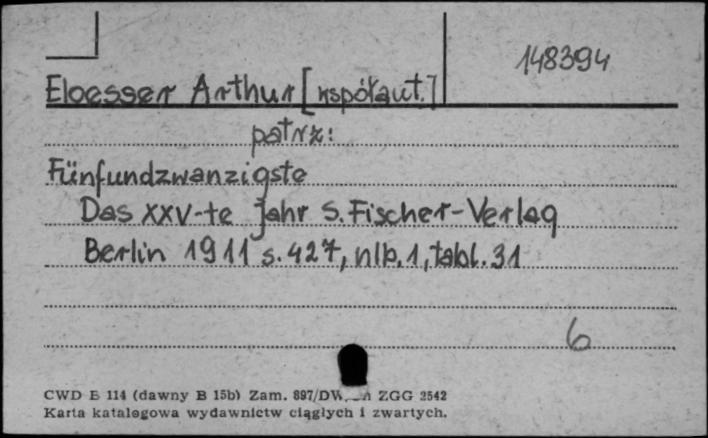 148394
Eloesser Arthur [współaut.]
patrz:
Fünfundzwanzigste
Das XXV-te Jahr S. Fischer-Verlag
Berlin 1911 s. 427, nlb. 1, tabl. 31
6
CWD B 114 (dawny B 15b) Zam. 897/DW. ZGG 2542
Karta katalogowa wydawnictw ciągłych i zwartych.